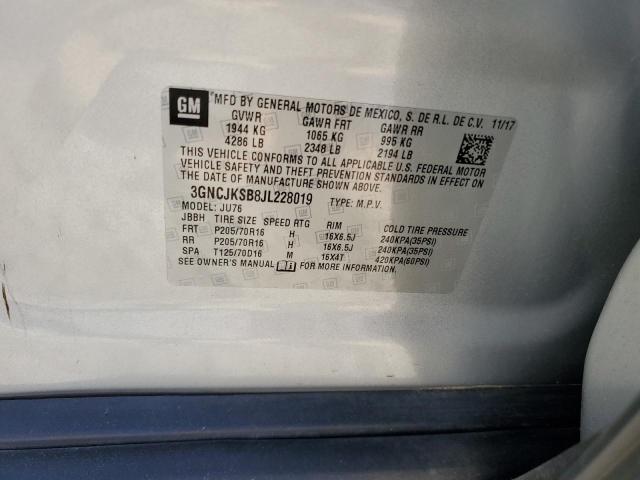 GM
MFD BY GENERAL MOTORS DE MEXICO, S. DE R.L. DE C.V. 11/17
GVWR GAWR FRT GAWR RR
1944 KG 1065 KG 995 KG
4286 LB 2348 LB 2194 LB
THIS VEHICLE CONFORMS TO ALL APPLICABLE U.S. FEDERAL MOTOR
VEHICLE SAFETY AND THEFT PREVENTION STANDARDS IN EFFECT ON
THE DATE OF MANUFACTURE SHOWN ABOVE.
3GNCJKSB8JL228019 TYPE: M.P.V.
MODEL: JU76
JBBH TIRE SIZE SPEED RTG RIM COLD TIRE PRESSURE
FRT P205/70R16 H 16X6.5J 240KPA(35PSI)
RR P205/70R16 H 16X6.5J 240KPA(35PSI)
SPA T125/70D16 M 16X4T 420KPA(60PSI)
SEE OWNER'S MANUAL FOR MORE INFORMATION.